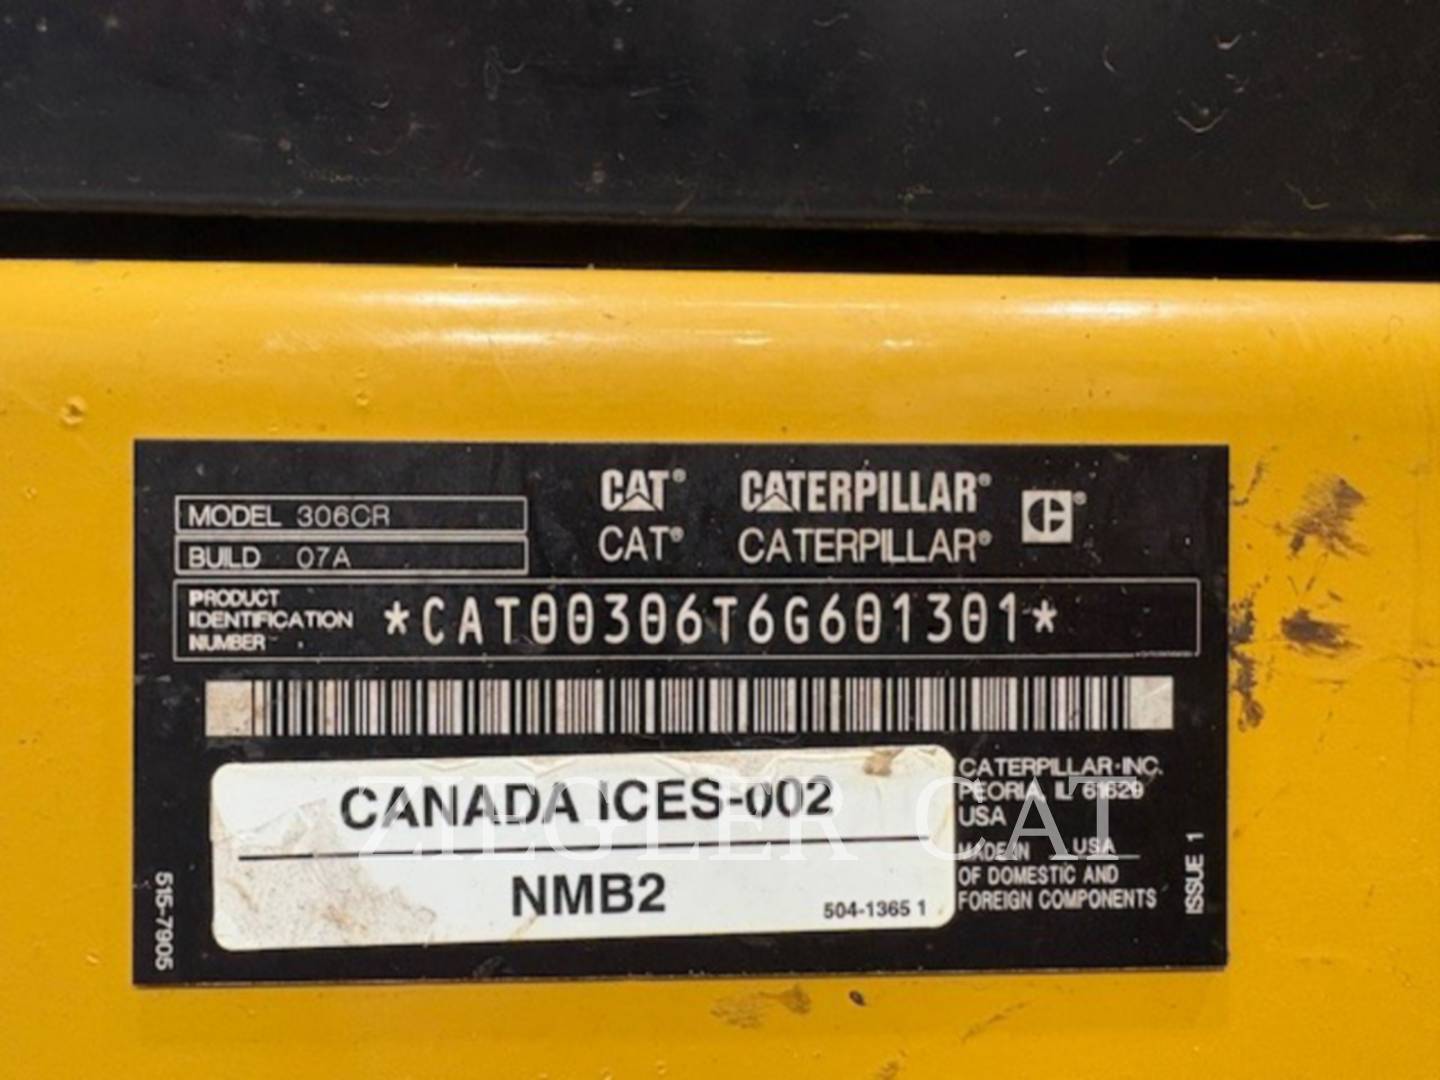 CAT® CATERPILLAR®
MODEL 306CR
CAT® CATERPILLAR®
BUILD 07A
PRODUCT
IDENTIFICATION
NUMBER
*CAT00306T6G601301*
CANADA ICES-002
NMB2
504-1365 1
CATERPILLAR INC.
PEORIA, IL 61629
USA
MADE IN USA
OF DOMESTIC AND
FOREIGN COMPONENTS
ISSUE 1
515-7905
ZIEGLER CAT